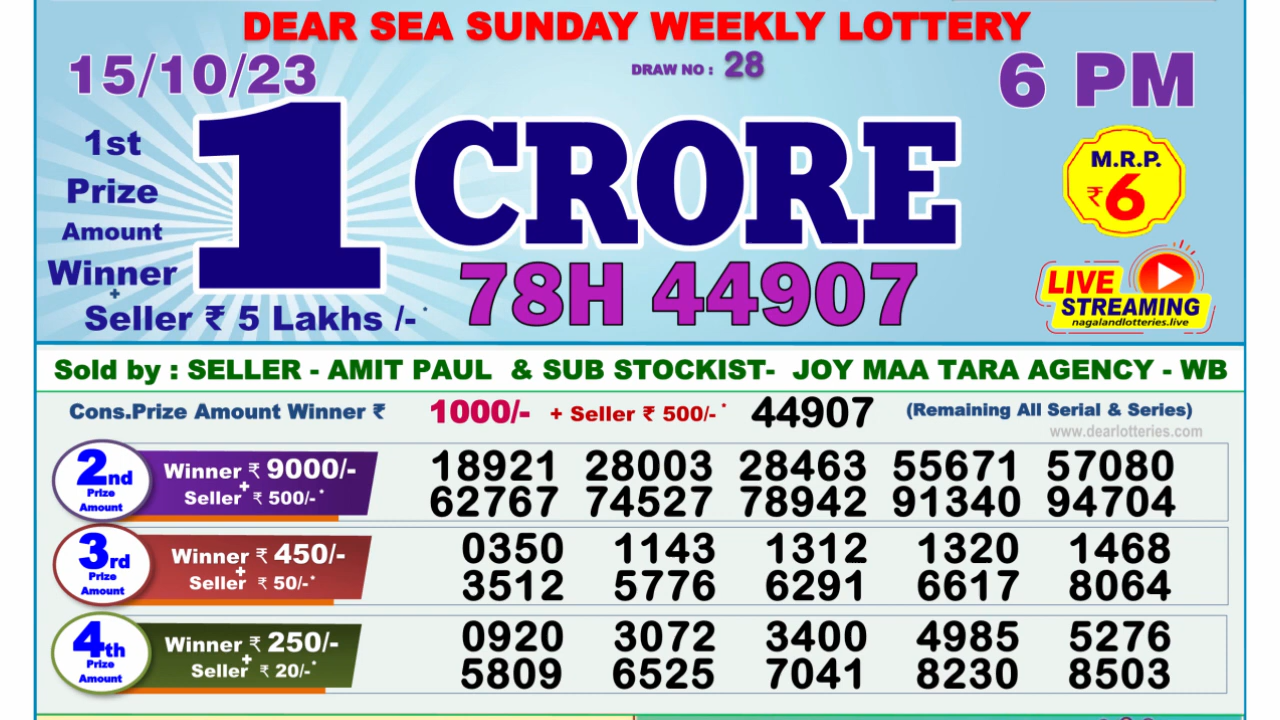 DEAR SEA SUNDAY WEEKLY LOTTERY
15/10/23
DRAW NO : 28
6 PM
1st
Prize
Amount
Winner
+
Seller ₹ 5 Lakhs /-*
1 CRORE
78H 44907
M.R.P.
₹6
LIVE
STREAMING
nagalandlotteries.live
Sold by : SELLER - AMIT PAUL & SUB STOCKIST- JOY MAA TARA AGENCY - WB
Cons.Prize Amount Winner ₹ 1000/- + Seller ₹ 500/-* 44907 (Remaining All Serial & Series)
www.dearlotteries.com
2nd
Prize
Amount
Winner ₹ 9000/-
+
Seller ₹ 500/-*
18921 28003 28463 55671 57080
62767 74527 78942 91340 94704
3rd
Prize
Amount
Winner ₹ 450/-
+
Seller ₹ 50/-*
0350 1143 1312 1320 1468
3512 5776 6291 6617 8064
4th
Prize
Amount
Winner ₹ 250/-
+
Seller ₹ 20/-*
0920 3072 3400 4985 5276
5809 6525 7041 8230 8503